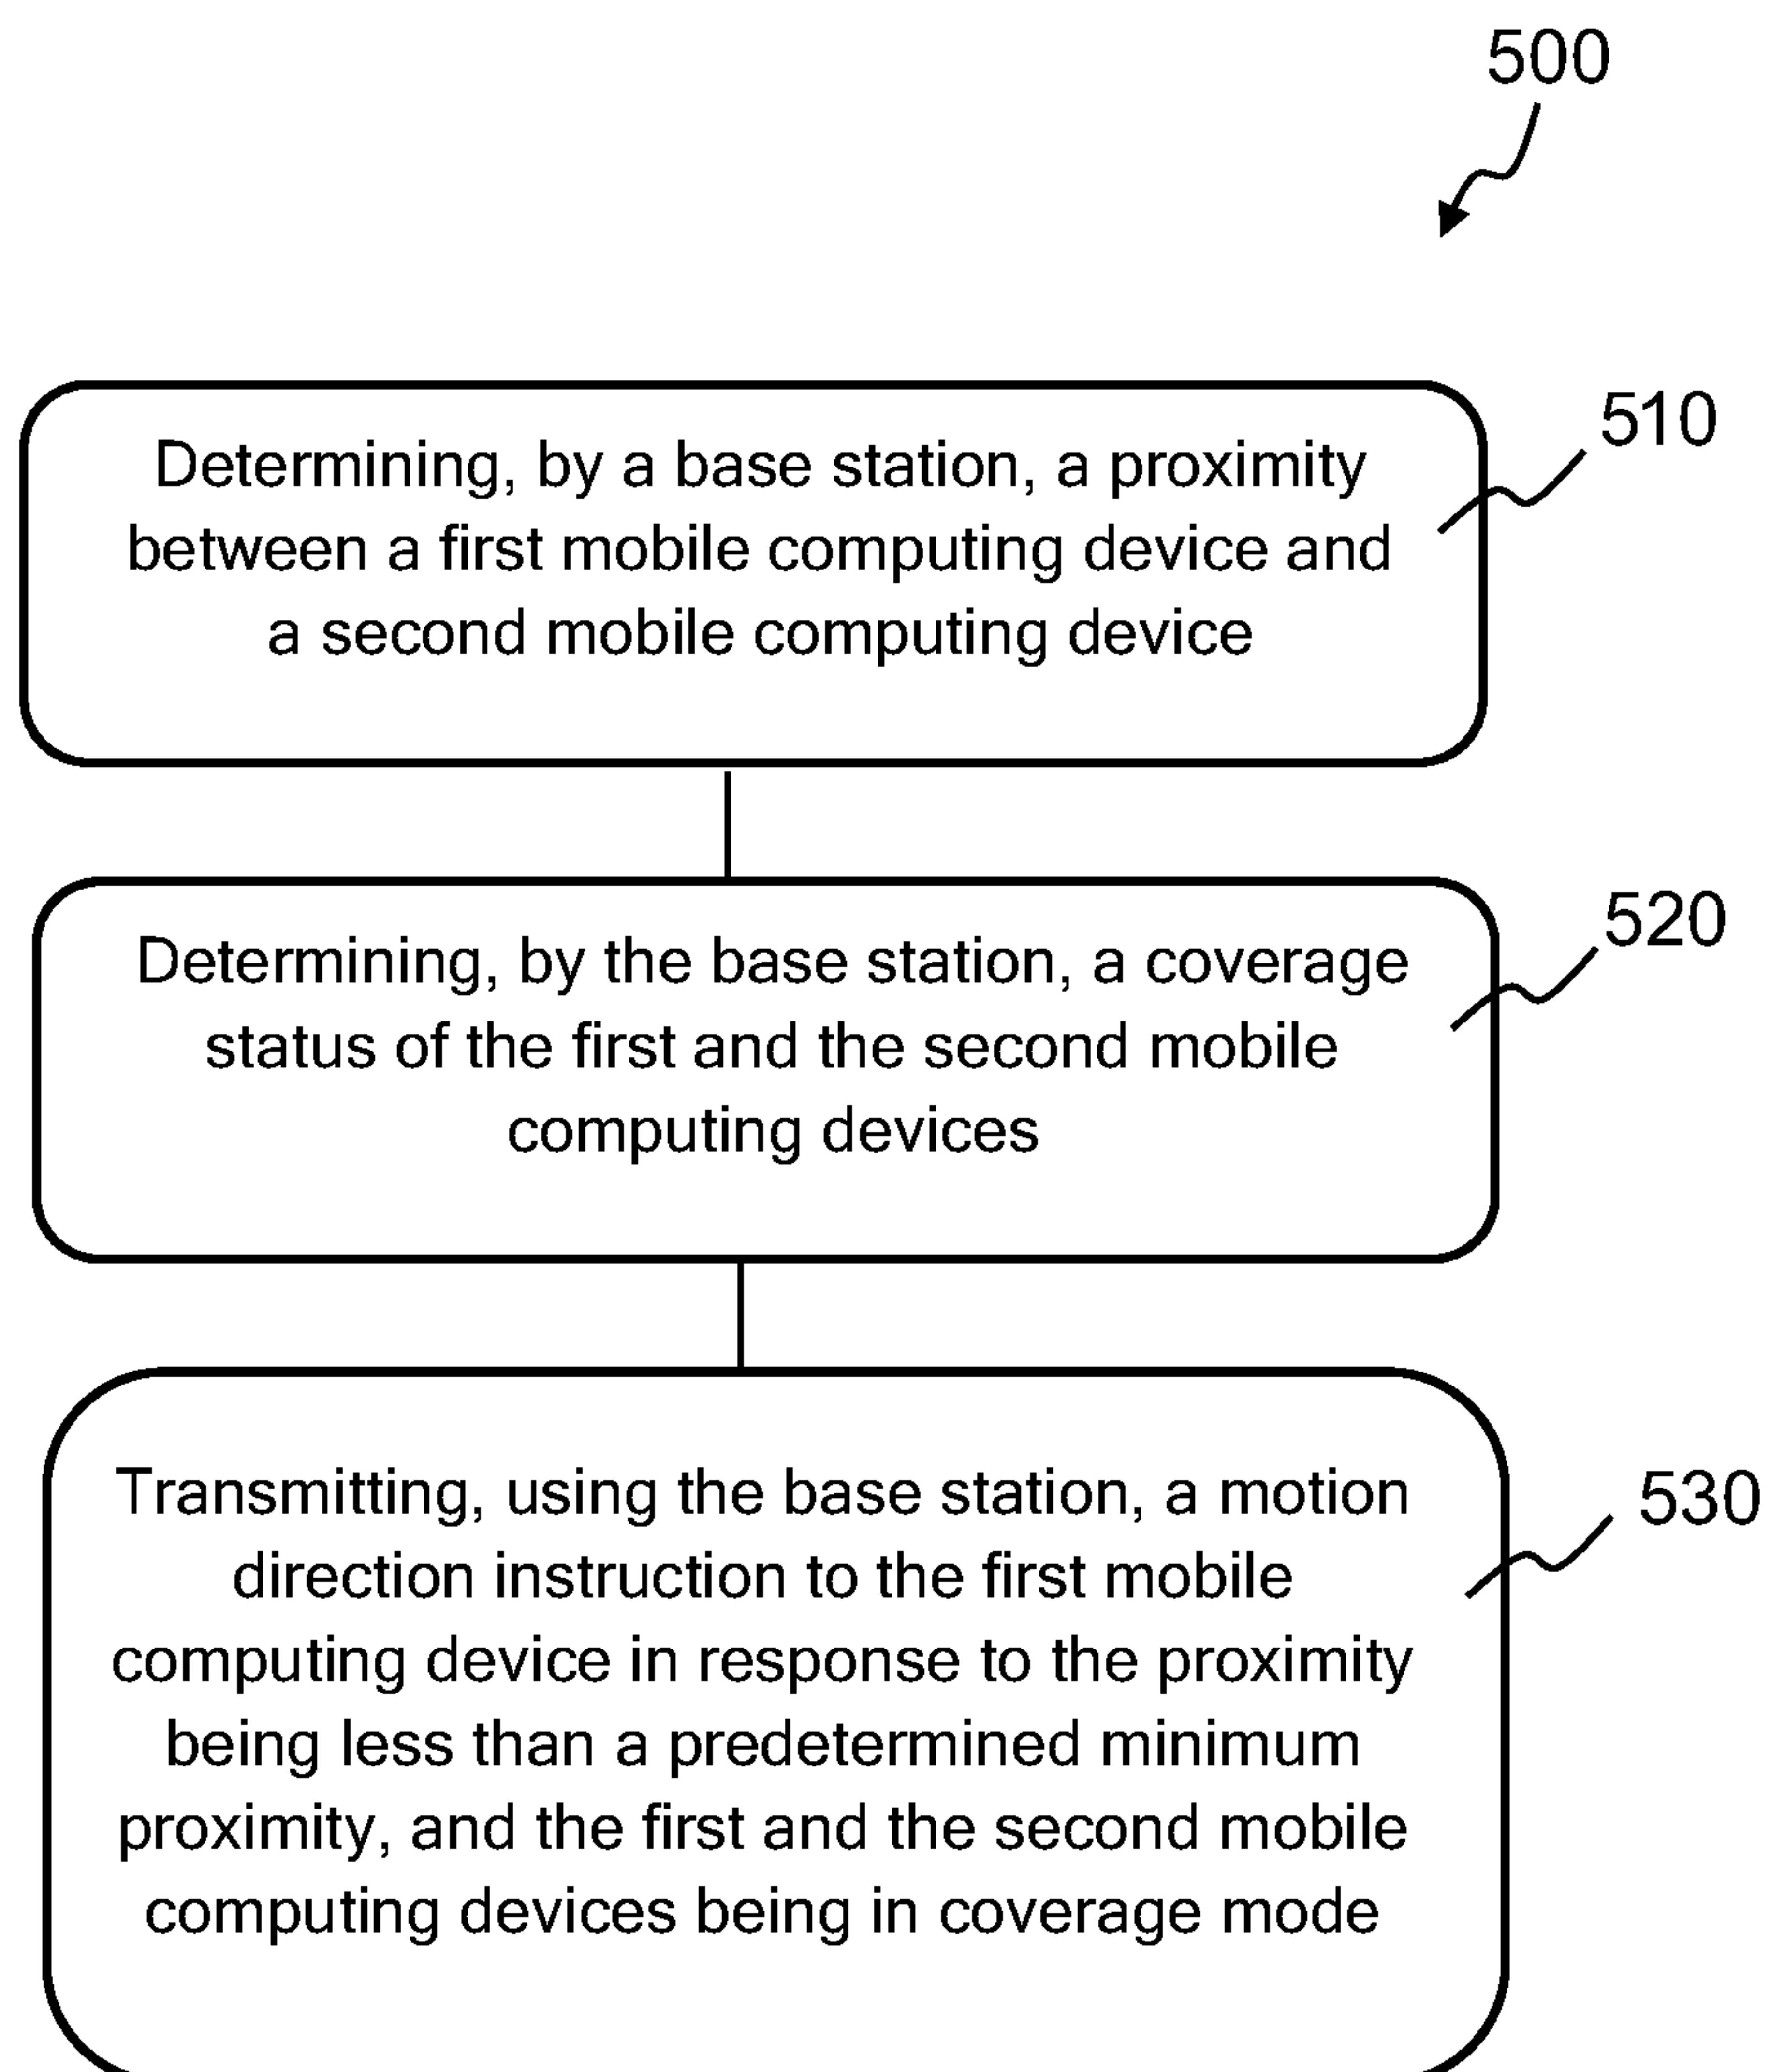 500
Determining, by a base station, a proximity
between a first mobile computing device and
a second mobile computing device
510
Determining, by the base station, a coverage
status of the first and the second mobile
computing devices
520
Transmitting, using the base station, a motion
direction instruction to the first mobile
computing device in response to the proximity
being less than a predetermined minimum
proximity, and the first and the second mobile
computing devices being in coverage mode
530